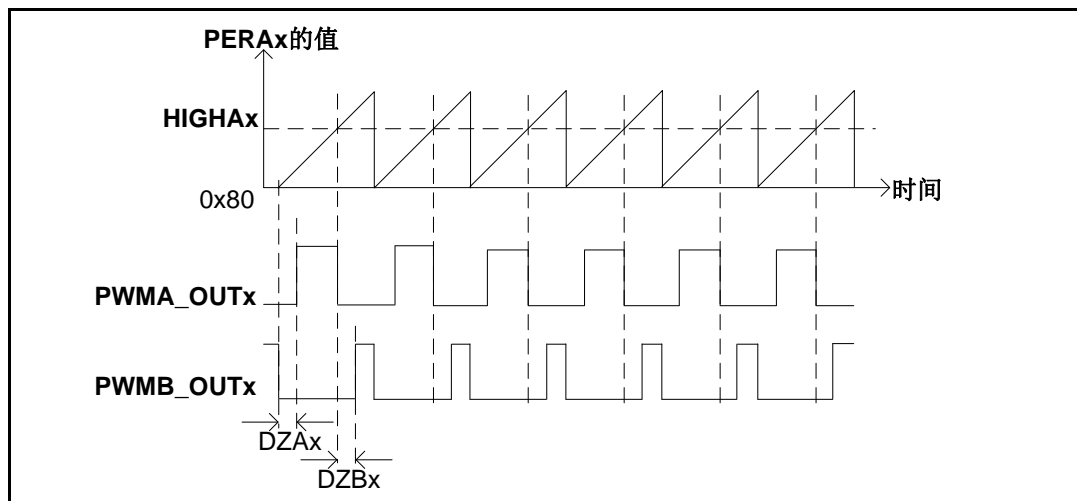 PERAx的值
HIGHAx
0x80
时间
PWMA_OUTx
PWMB_OUTx
DZAx
DZBx